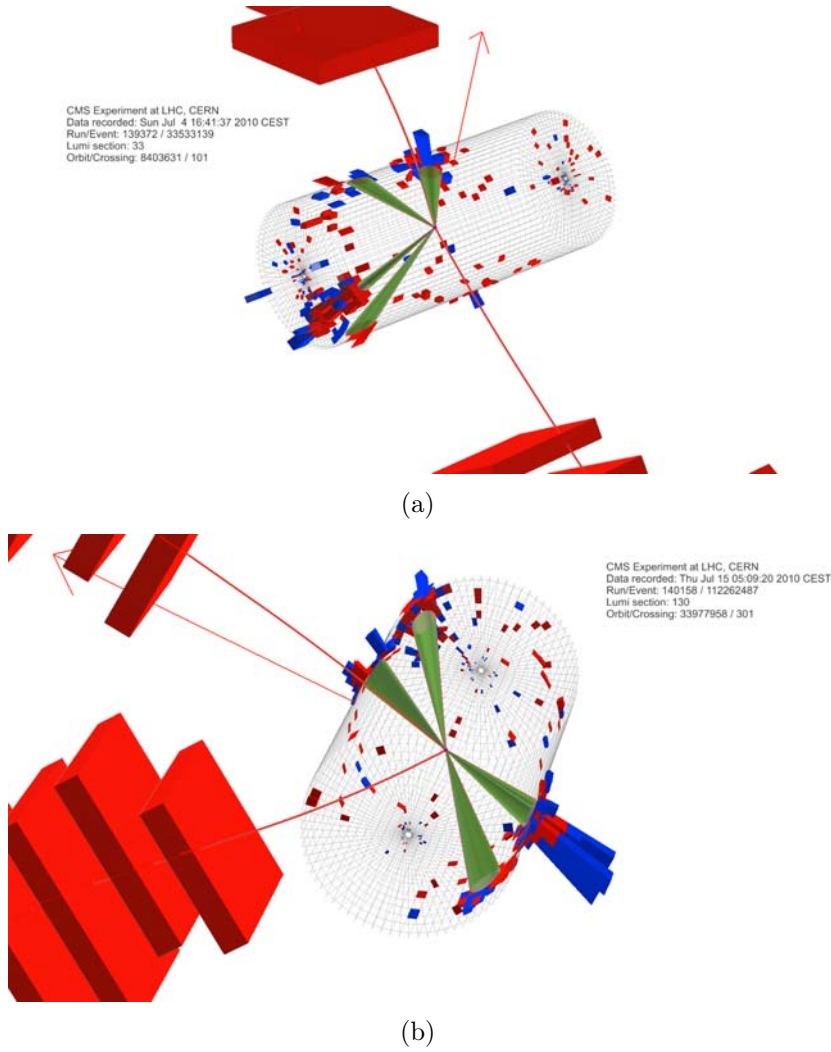 CMS Experiment at LHC, CERN
Data recorded: Sun Jul 4 16:41:37 2010 CEST
Run/Event: 139372 / 33533139
Lumi section: 33
Orbit/Crossing: 8403631 / 101
(a)
CMS Experiment at LHC, CERN
Data recorded: Thu Jul 15 05:09:20 2010 CEST
Run/Event: 140158 / 112262487
Lumi section: 130
Orbit/Crossing: 33977958 / 301
(b)